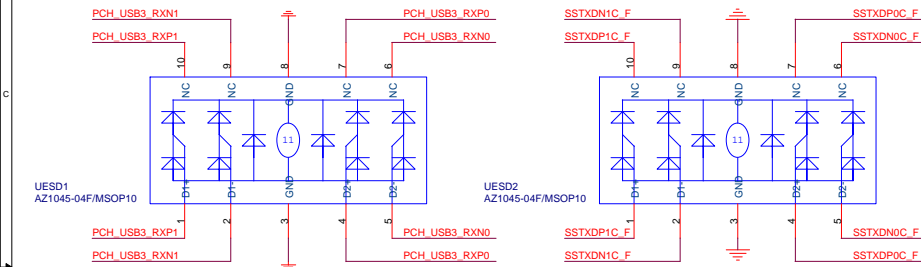 PCH_USB3_RXN1 PCH_USB3_RXP0 SSTXDN1C_F SSTXDP0C_F
PCH_USB3_RXP1 PCH_USB3_RXN0 SSTXDP1C_F SSTXDN0C_F
10 9 8 7 6 10 9 8 7 6
NC NC GND NC NC NC NC GND NC NC
C
11 11
UESD1 UESD2
AZ1045-04F/MSOP10 AZ1045-04F/MSOP10
D1+ D1- GND D2+ D2- D1+ D1- GND D2+ D2-
1 2 3 4 5 1 2 3 4 5
PCH_USB3_RXP1 PCH_USB3_RXN0 SSTXDP1C_F SSTXDN0C_F
PCH_USB3_RXN1 PCH_USB3_RXP0 SSTXDN1C_F SSTXDP0C_F